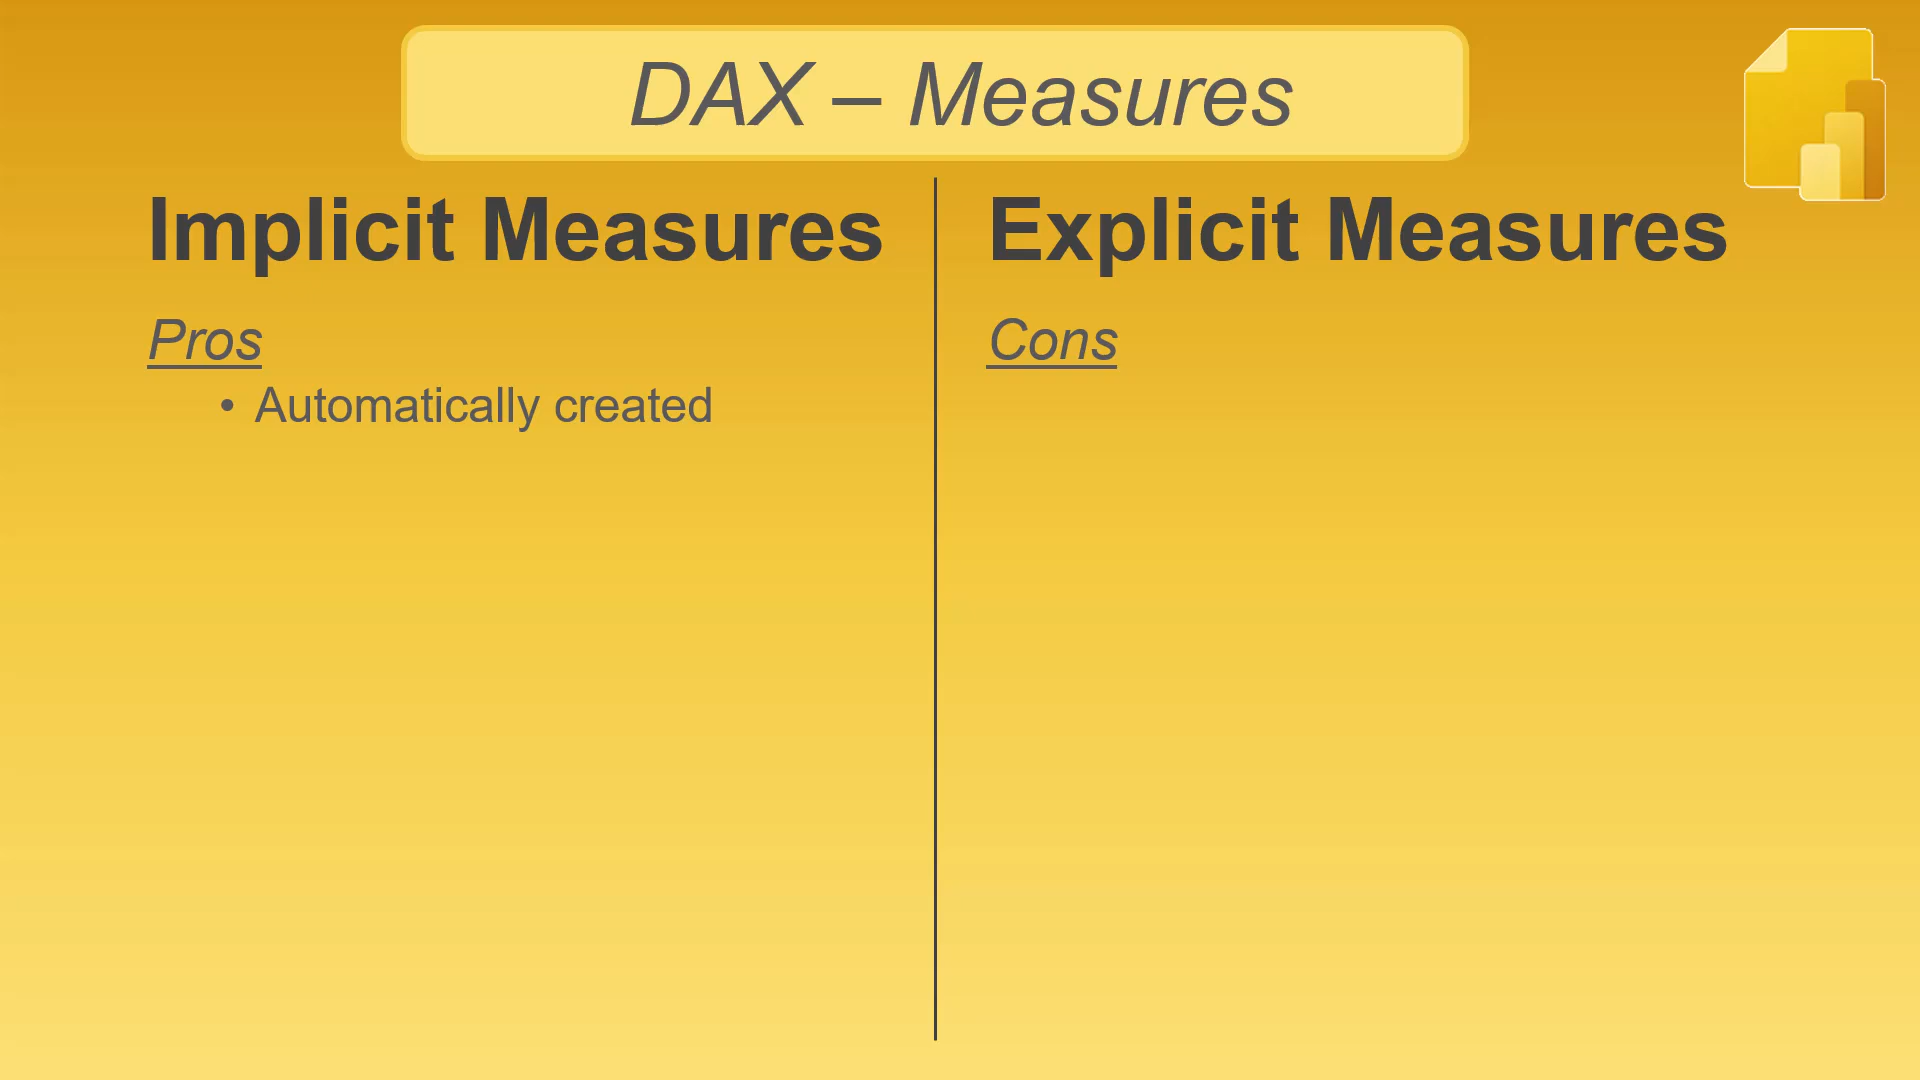 DAX – Measures
Implicit Measures
Pros
• Automatically created
Explicit Measures
Cons